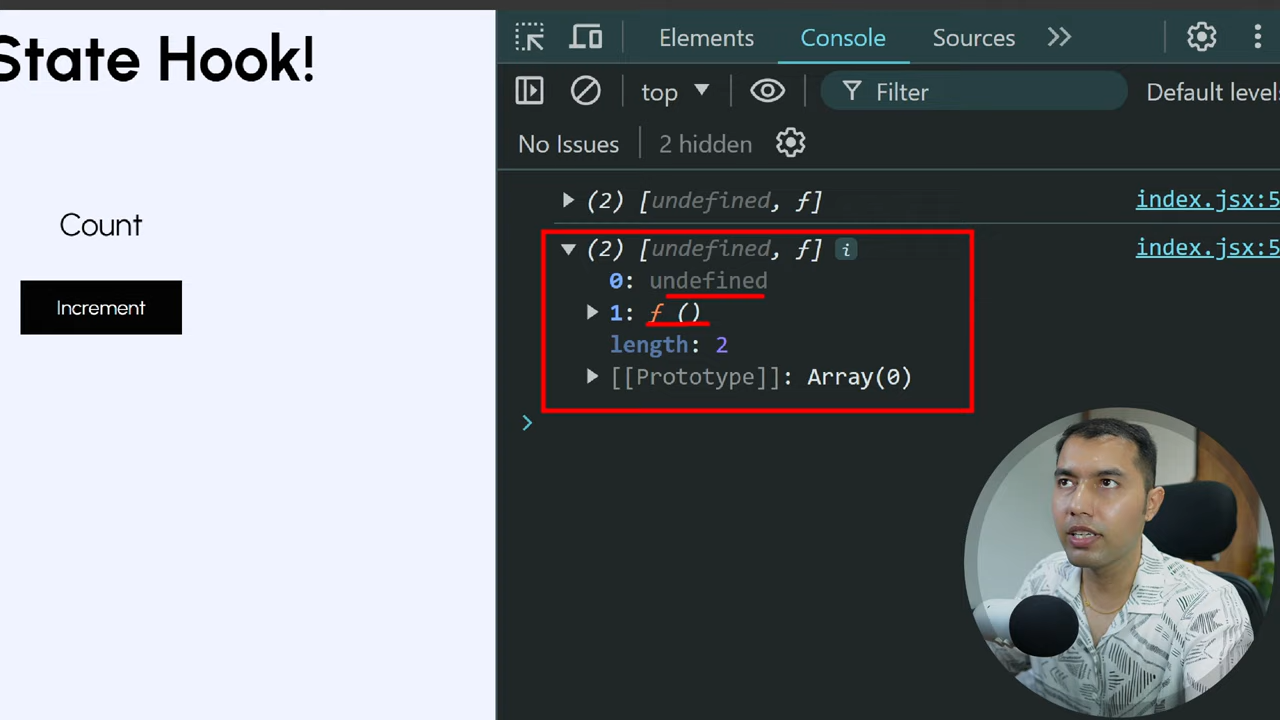 State Hook!
Count
Increment
Elements Console Sources
top Filter Default level
No Issues 2 hidden
(2) [undefined, ƒ] index.jsx:5
(2) [undefined, ƒ] i index.jsx:5
0: undefined
1: ƒ ()
length: 2
[[Prototype]]: Array(0)